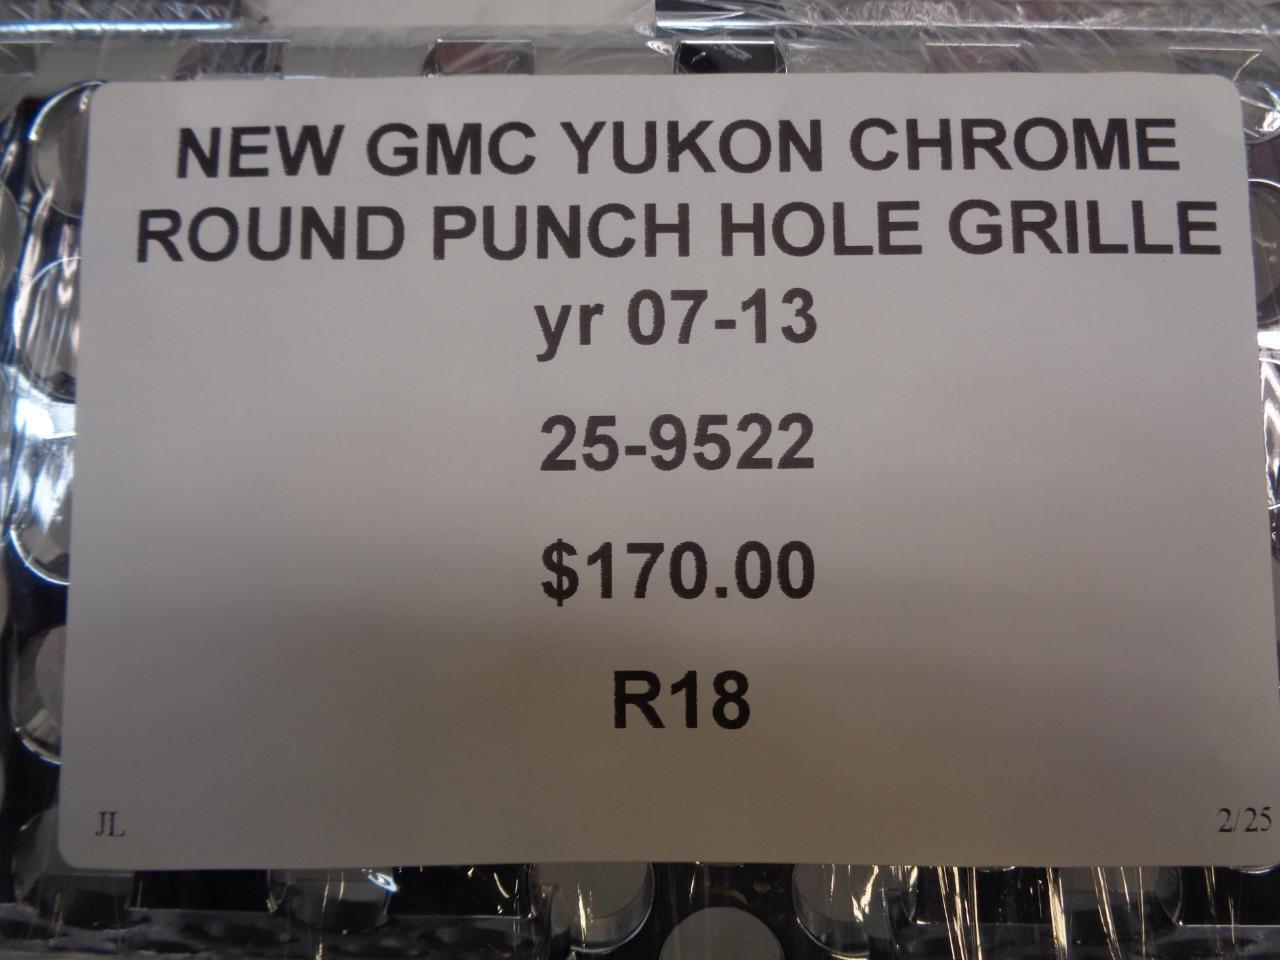 NEW GMC YUKON CHROME
ROUND PUNCH HOLE GRILLE
yr 07-13
25-9522
$170.00
R18
JL 2/25